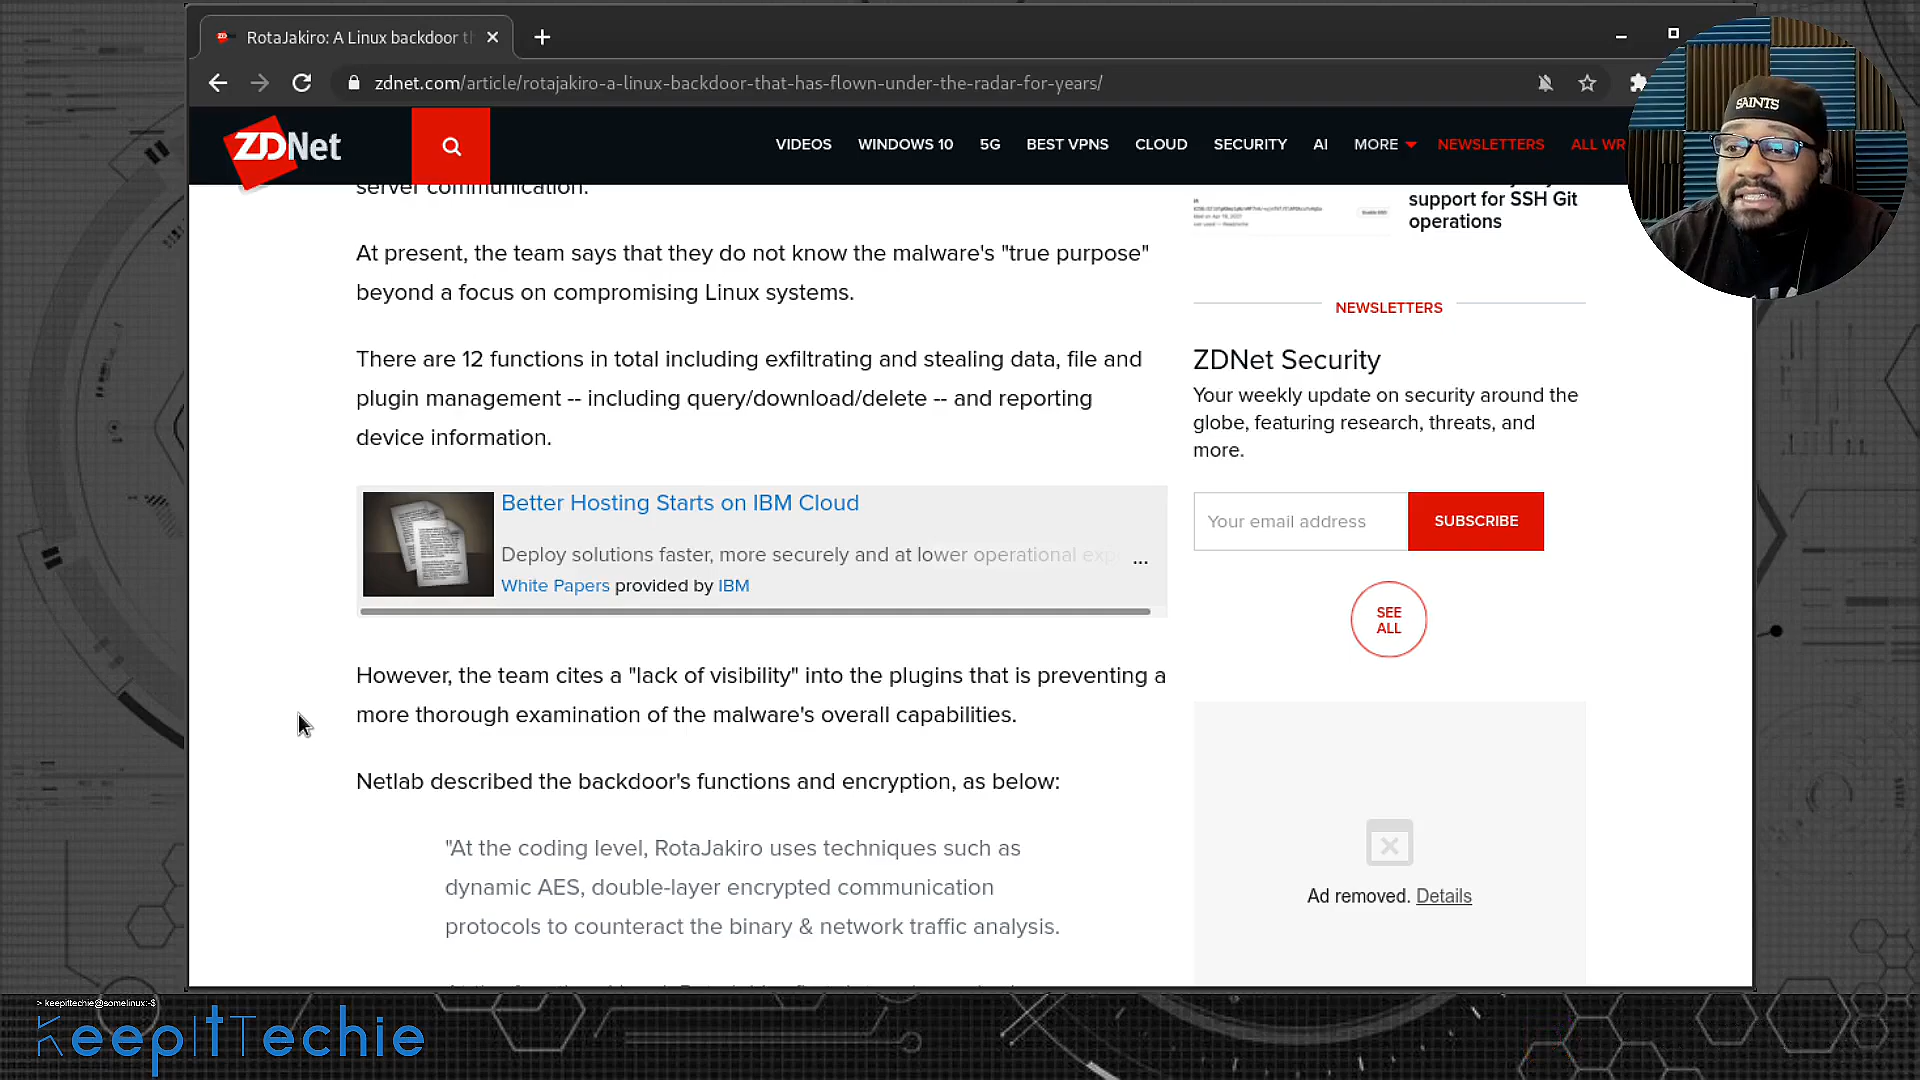 RotaJakiro: A Linux backdoor t
zdnet.com/article/rotajakiro-a-linux-backdoor-that-has-flown-under-the-radar-for-years/
ZDNet
VIDEOS WINDOWS 10 5G BEST VPNS CLOUD SECURITY AI MORE NEWSLETTERS ALL WR
SAINTS
server communication.
At present, the team says that they do not know the malware's "true purpose"
beyond a focus on compromising Linux systems.
There are 12 functions in total including exfiltrating and stealing data, file and
plugin management -- including query/download/delete -- and reporting
device information.
Better Hosting Starts on IBM Cloud
Deploy solutions faster, more securely and at lower operational exp
...
White Papers provided by IBM
However, the team cites a "lack of visibility" into the plugins that is preventing a
more thorough examination of the malware's overall capabilities.
Netlab described the backdoor's functions and encryption, as below:
"At the coding level, RotaJakiro uses techniques such as
dynamic AES, double-layer encrypted communication
protocols to counteract the binary & network traffic analysis.
support for SSH Git
operations
NEWSLETTERS
ZDNet Security
Your weekly update on security around the
globe, featuring research, threats, and
more.
Your email address
SUBSCRIBE
SEE
ALL
Ad removed. Details
> keepittechie@somelinux:~$
KeepItTechie